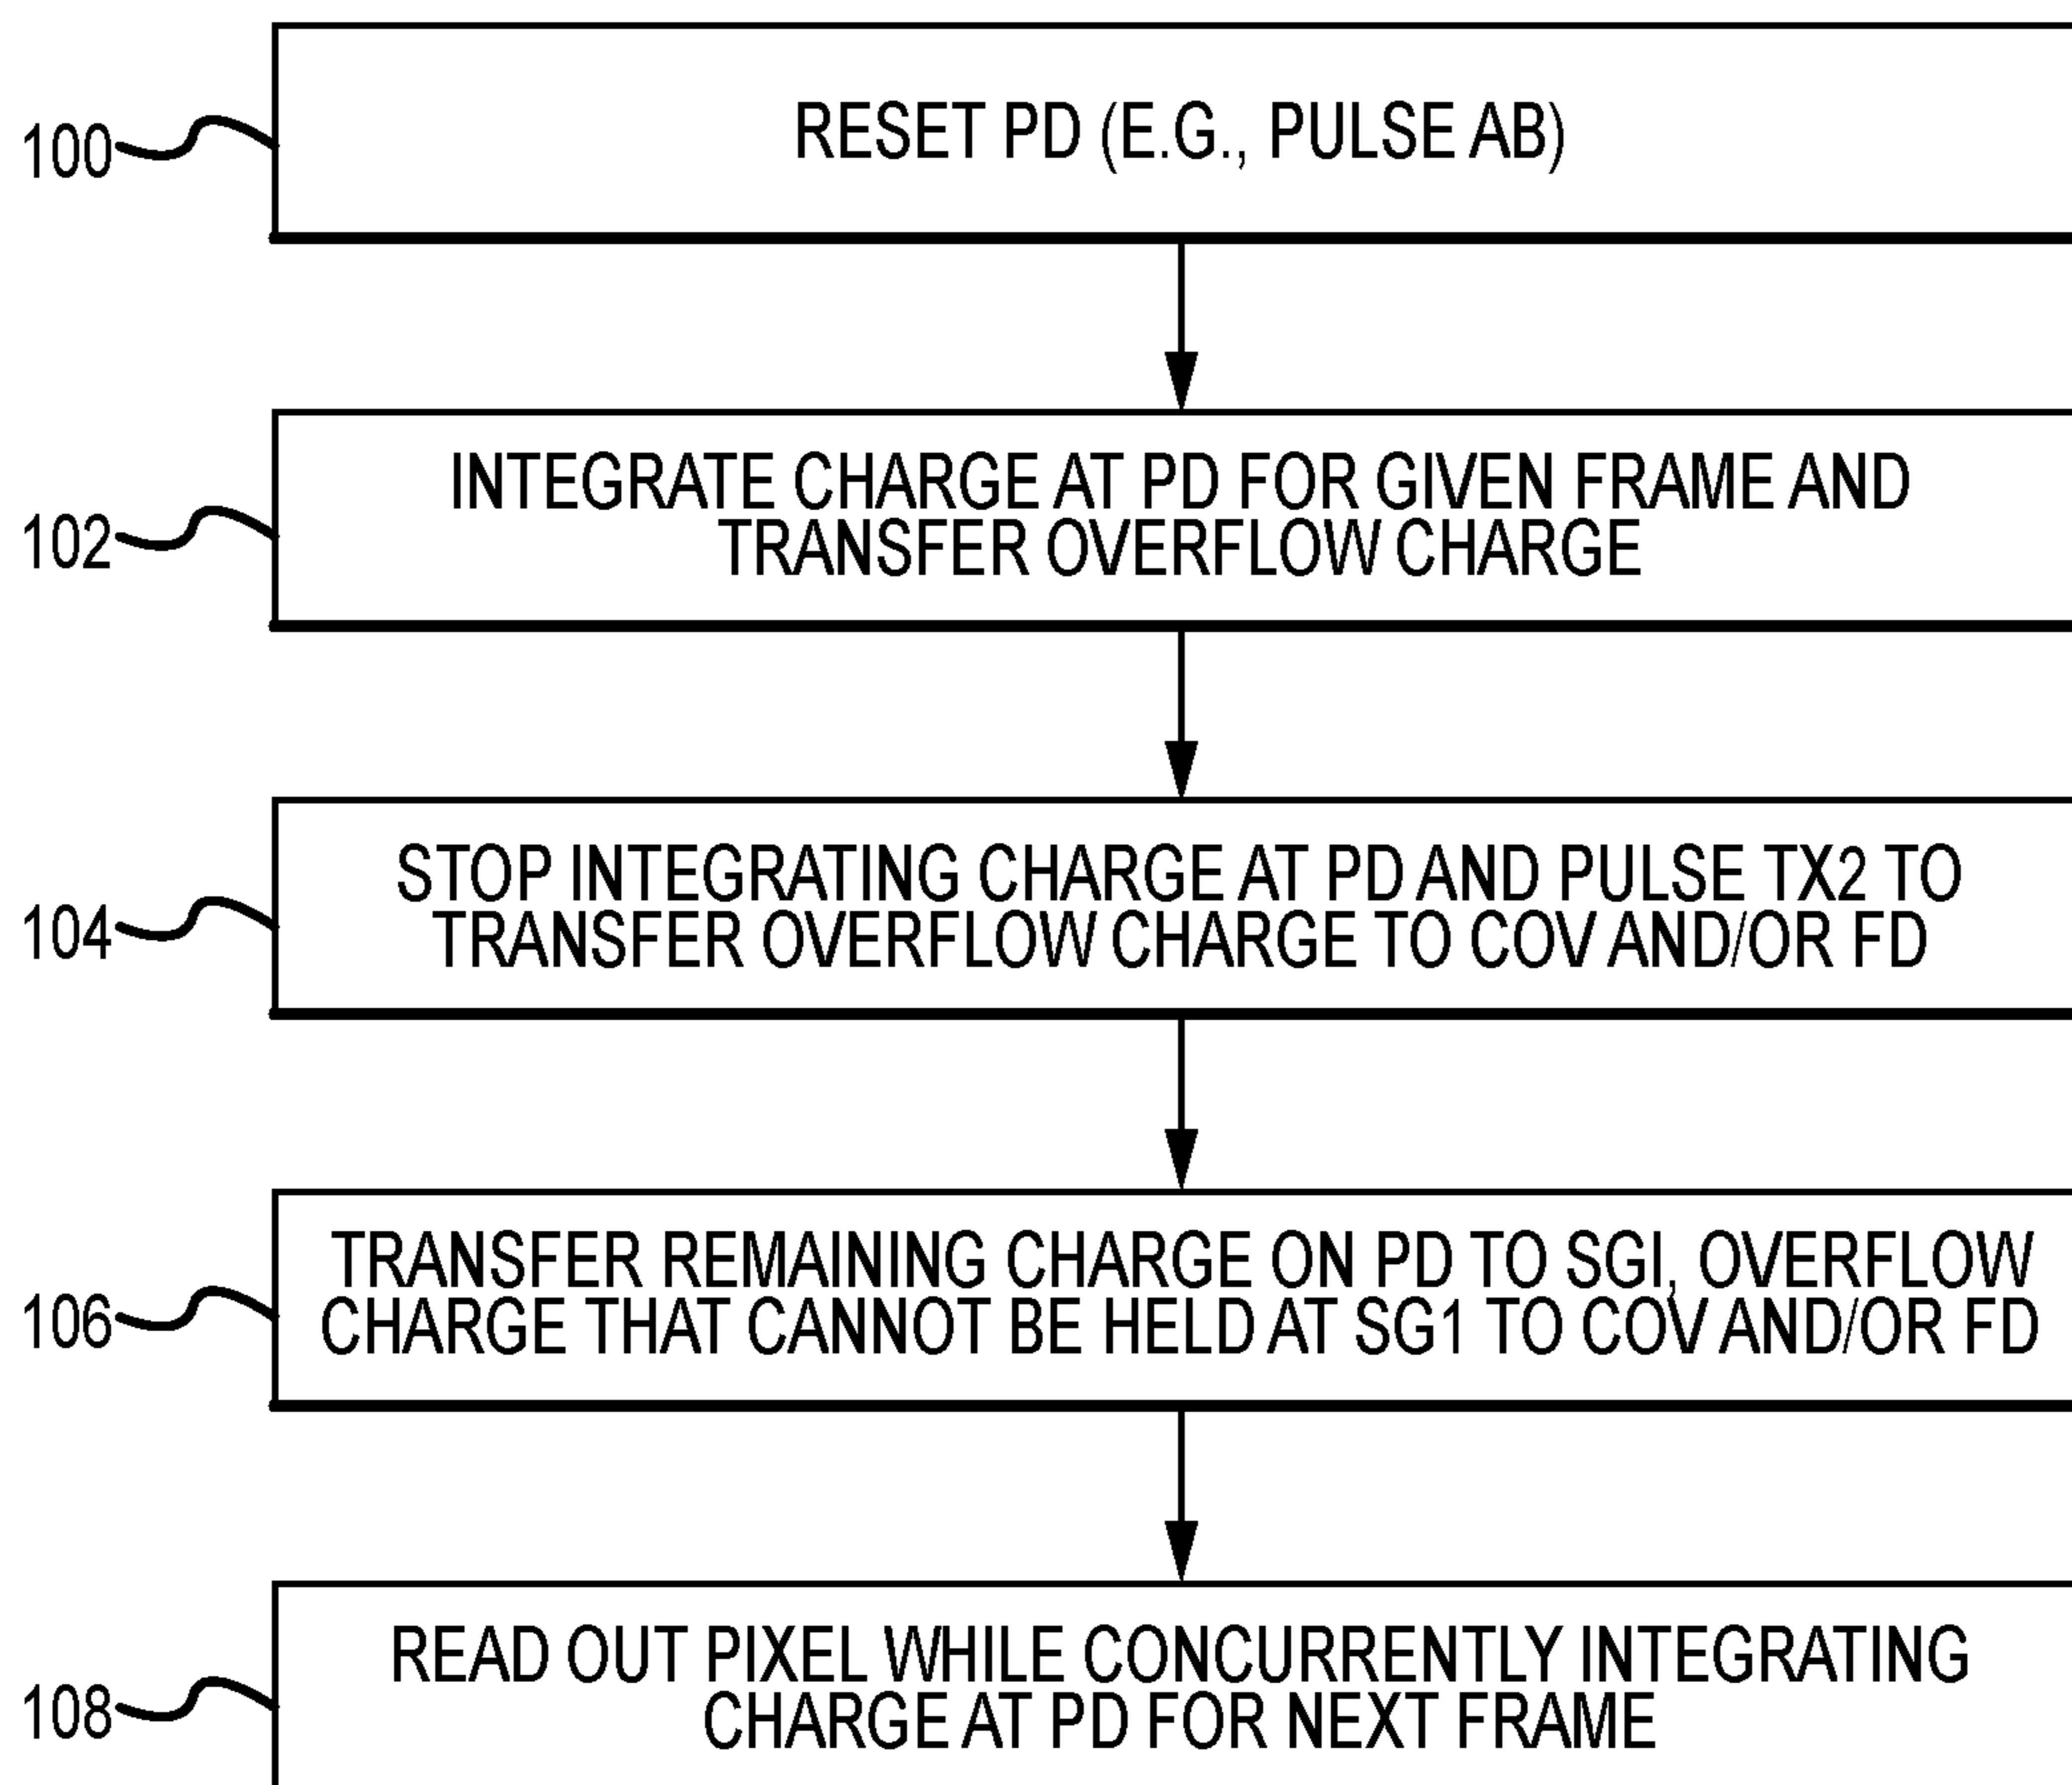 100
RESET PD (E.G., PULSE AB)
102
INTEGRATE CHARGE AT PD FOR GIVEN FRAME AND
TRANSFER OVERFLOW CHARGE
104
STOP INTEGRATING CHARGE AT PD AND PULSE TX2 TO
TRANSFER OVERFLOW CHARGE TO COV AND/OR FD
106
TRANSFER REMAINING CHARGE ON PD TO SGI, OVERFLOW
CHARGE THAT CANNOT BE HELD AT SG1 TO COV AND/OR FD
108
READ OUT PIXEL WHILE CONCURRENTLY INTEGRATING
CHARGE AT PD FOR NEXT FRAME